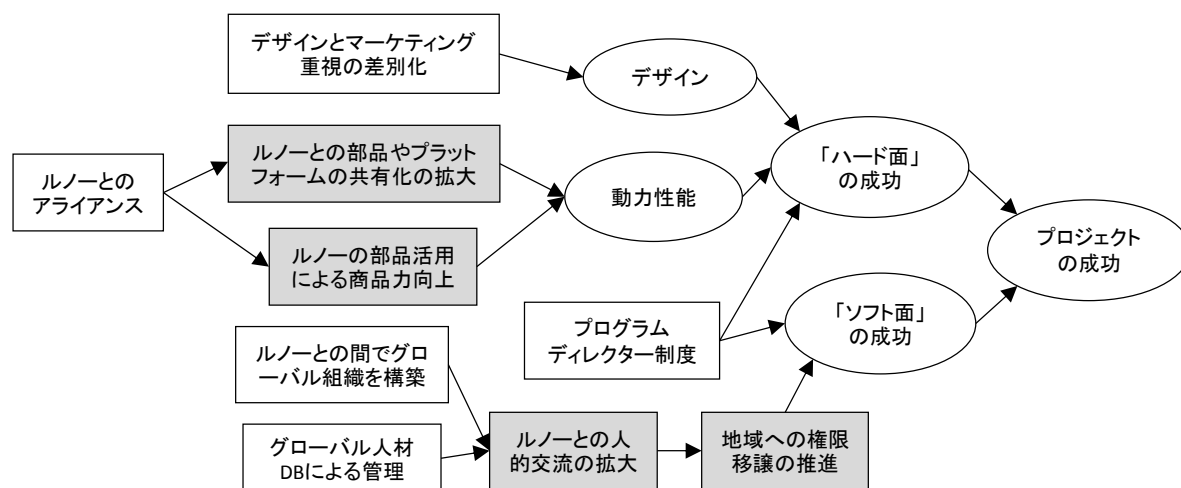 デザインとマーケティング
重視の差別化
デザイン
ルノーとの部品やプラット
フォームの共有化の拡大
「ハード面」
の成功
ルノーとの
アライアンス
動力性能
ルノーの部品活用
による商品力向上
プロジェクト
の成功
プログラム
ディレクター制度
「ソフト面」
の成功
ルノーとの間でグロ
ーバル組織を構築
グローバル人材
DBによる管理
ルノーとの人
的交流の拡大
地域への権限
移譲の推進